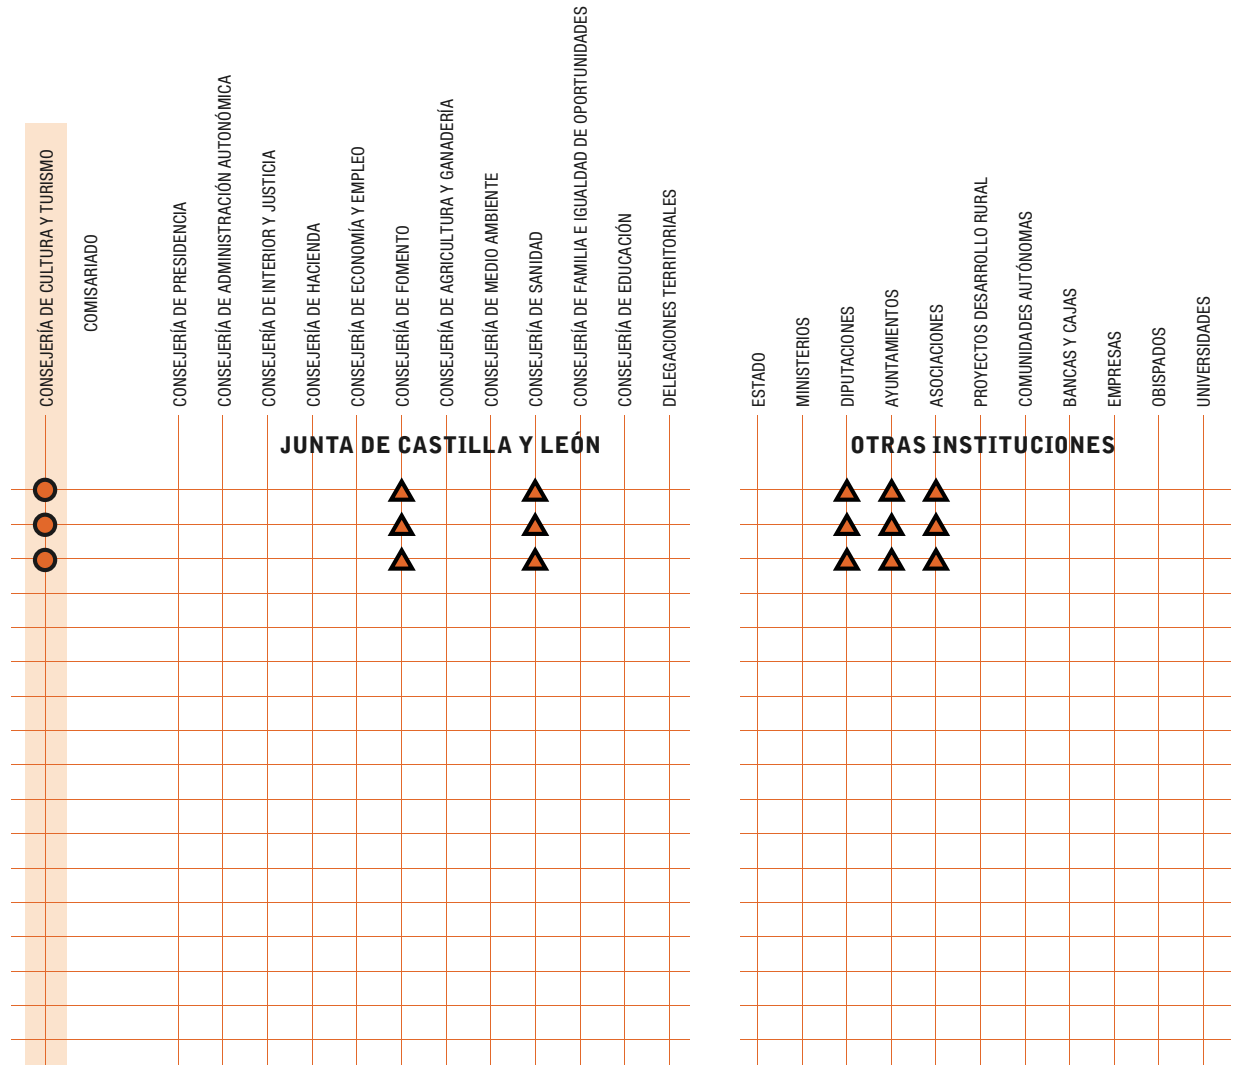 CONSEJERÍA DE CULTURA Y TURISMO
COMISARIADO
CONSEJERÍA DE PRESIDENCIA
CONSEJERÍA DE ADMINISTRACIÓN AUTONÓMICA
CONSEJERÍA DE INTERIOR Y JUSTICIA
CONSEJERÍA DE HACIENDA
CONSEJERÍA DE ECONOMÍA Y EMPLEO
CONSEJERÍA DE FOMENTO
CONSEJERÍA DE AGRICULTURA Y GANADERÍA
CONSEJERÍA DE MEDIO AMBIENTE
CONSEJERÍA DE SANIDAD
CONSEJERÍA DE FAMILIA E IGUALDAD DE OPORTUNIDADES
CONSEJERÍA DE EDUCACIÓN
DELEGACIONES TERRITORIALES
ESTADO
MINISTERIOS
DIPUTACIONES
AYUNTAMIENTOS
ASOCIACIONES
PROYECTOS DESARROLLO RURAL
COMUNIDADES AUTÓNOMAS
BANCAS Y CAJAS
EMPRESAS
OBISPADOS
UNIVERSIDADES
JUNTA DE CASTILLA Y LEÓN
OTRAS INSTITUCIONES